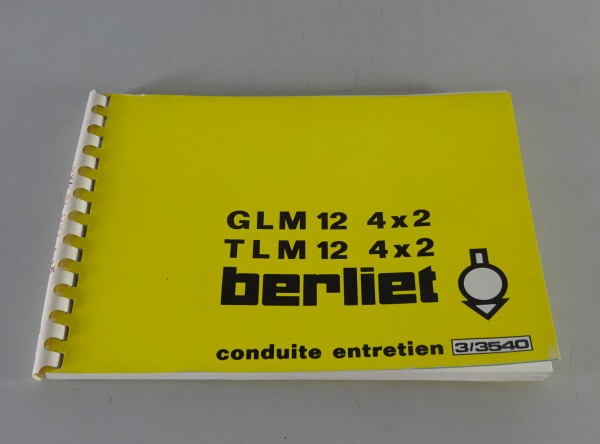 GLM 12 4x2
TLM 12 4x2
berliet
conduite entretien 3/3540